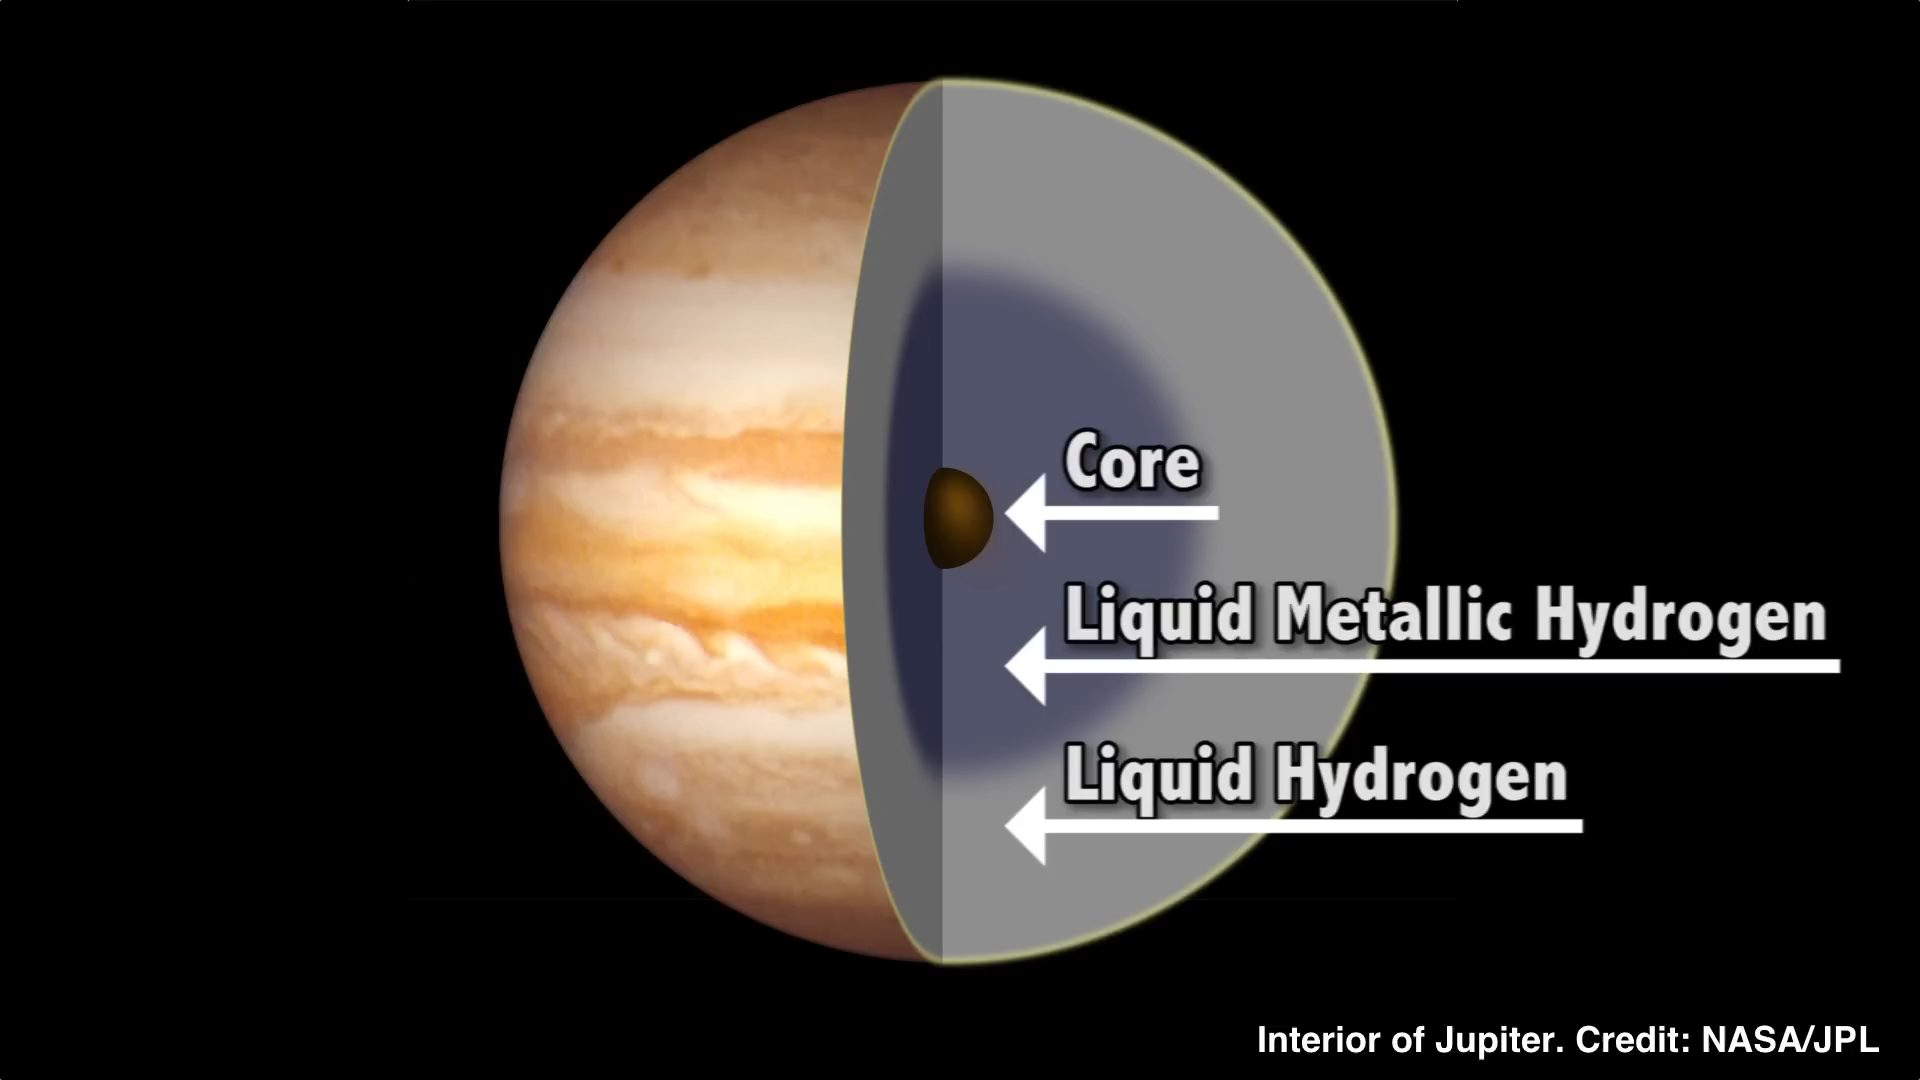 Core
Liquid Metallic Hydrogen
Liquid Hydrogen
Interior of Jupiter. Credit: NASA/JPL